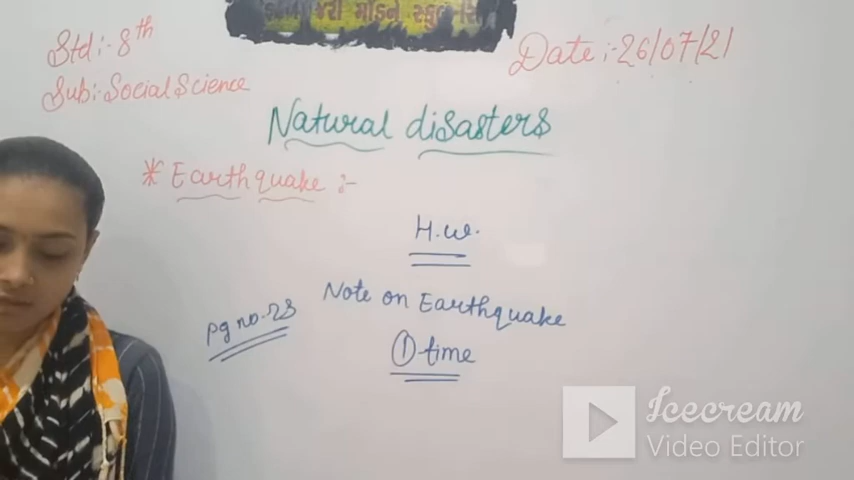 Std :- 8th
Date :- 26/07/21
Sub :- Social Science
Natural disasters
* Earthquake :-
H.W.
Note on Earthquake
Pg no. 23
① time
Icecream
Video Editor